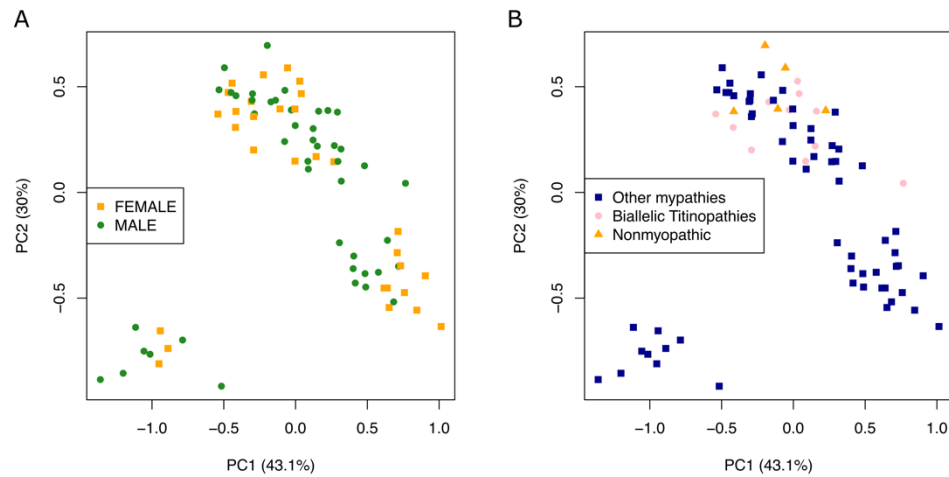 A
B
0.5
0.0
−0.5
PC2 (30%)
FEMALE
MALE
−1.0
−0.5
0.0
0.5
1.0
PC1 (43.1%)
0.5
0.0
−0.5
PC2 (30%)
Other mypathies
Biallelic Titinopathies
Nonmyopathic
−1.0
−0.5
0.0
0.5
1.0
PC1 (43.1%)